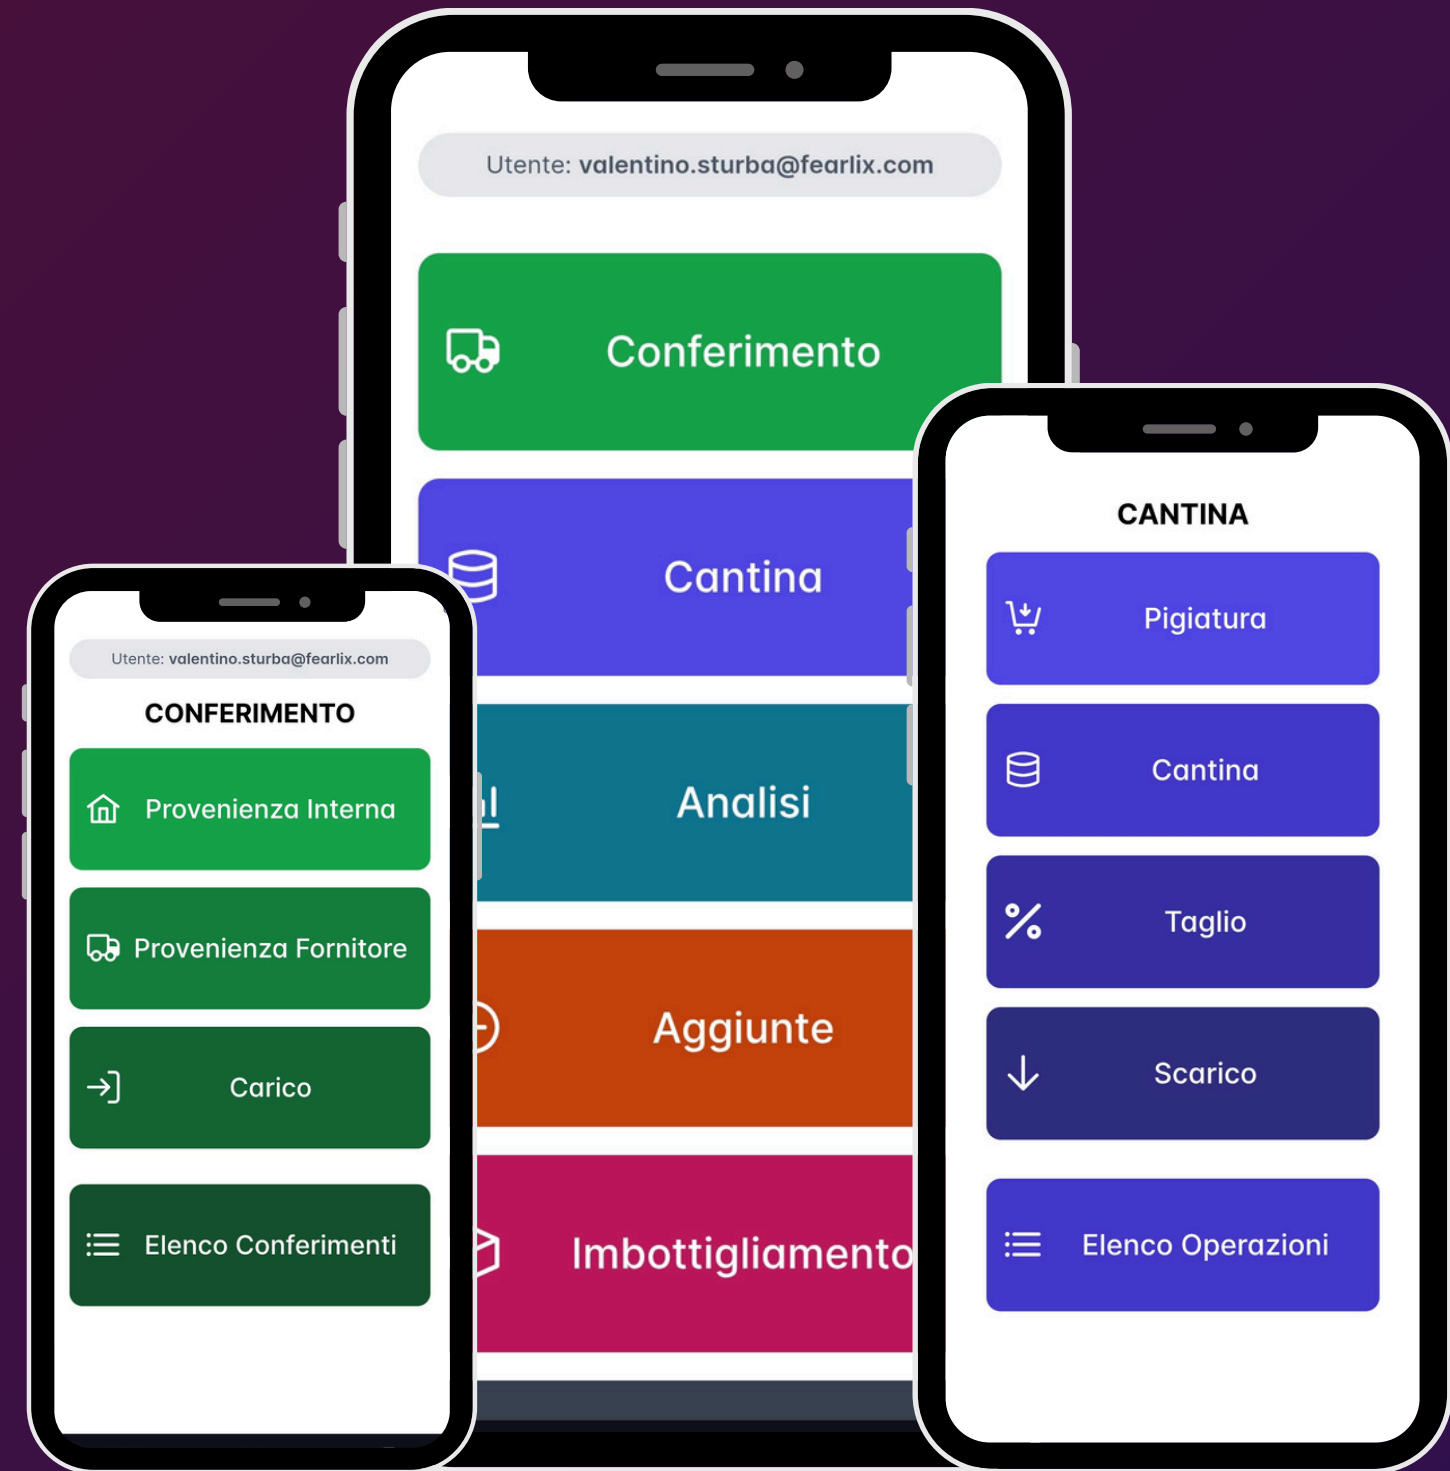 Utente: valentino.sturba@fearlix.com
Conferimento
Cantina
Analisi
Aggiunte
Imbottigliamento
Utente: valentino.sturba@fearlix.com
CONFERIMENTO
Provenienza Interna
Provenienza Fornitore
Carico
Elenco Conferimenti
CANTINA
Pigiatura
Cantina
Taglio
Scarico
Elenco Operazioni